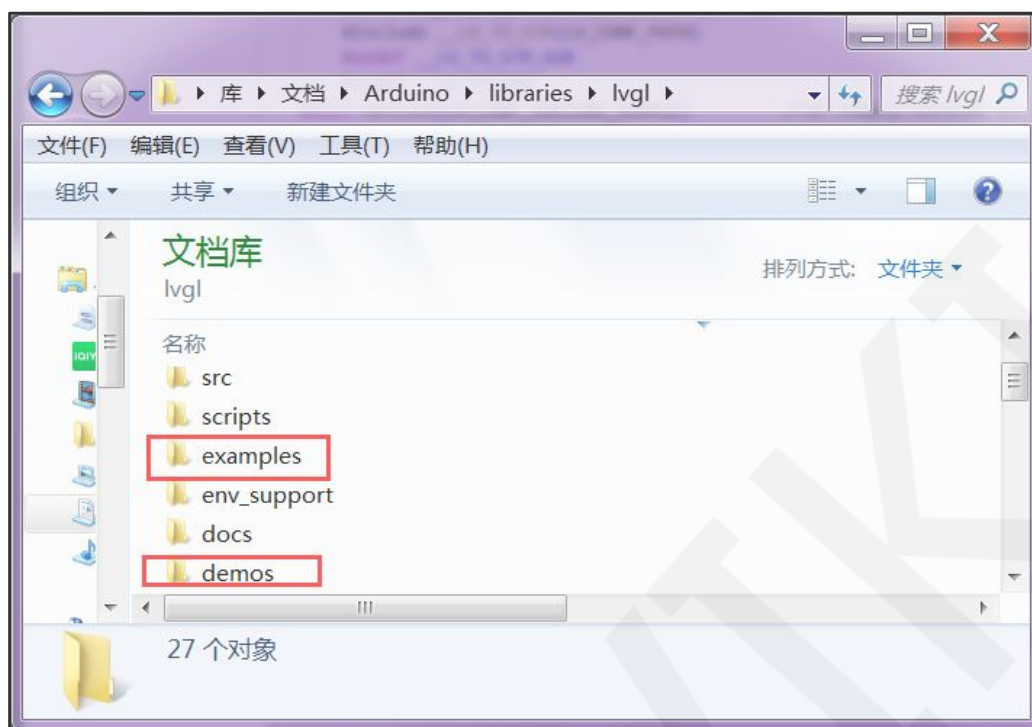 库 文档 Arduino libraries lvgl 搜索 lvgl
文件(F) 编辑(E) 查看(V) 工具(T) 帮助(H)
组织 共享 新建文件夹
文档库
lvgl
排列方式: 文件夹
名称
src
scripts
examples
env_support
docs
demos
27 个对象